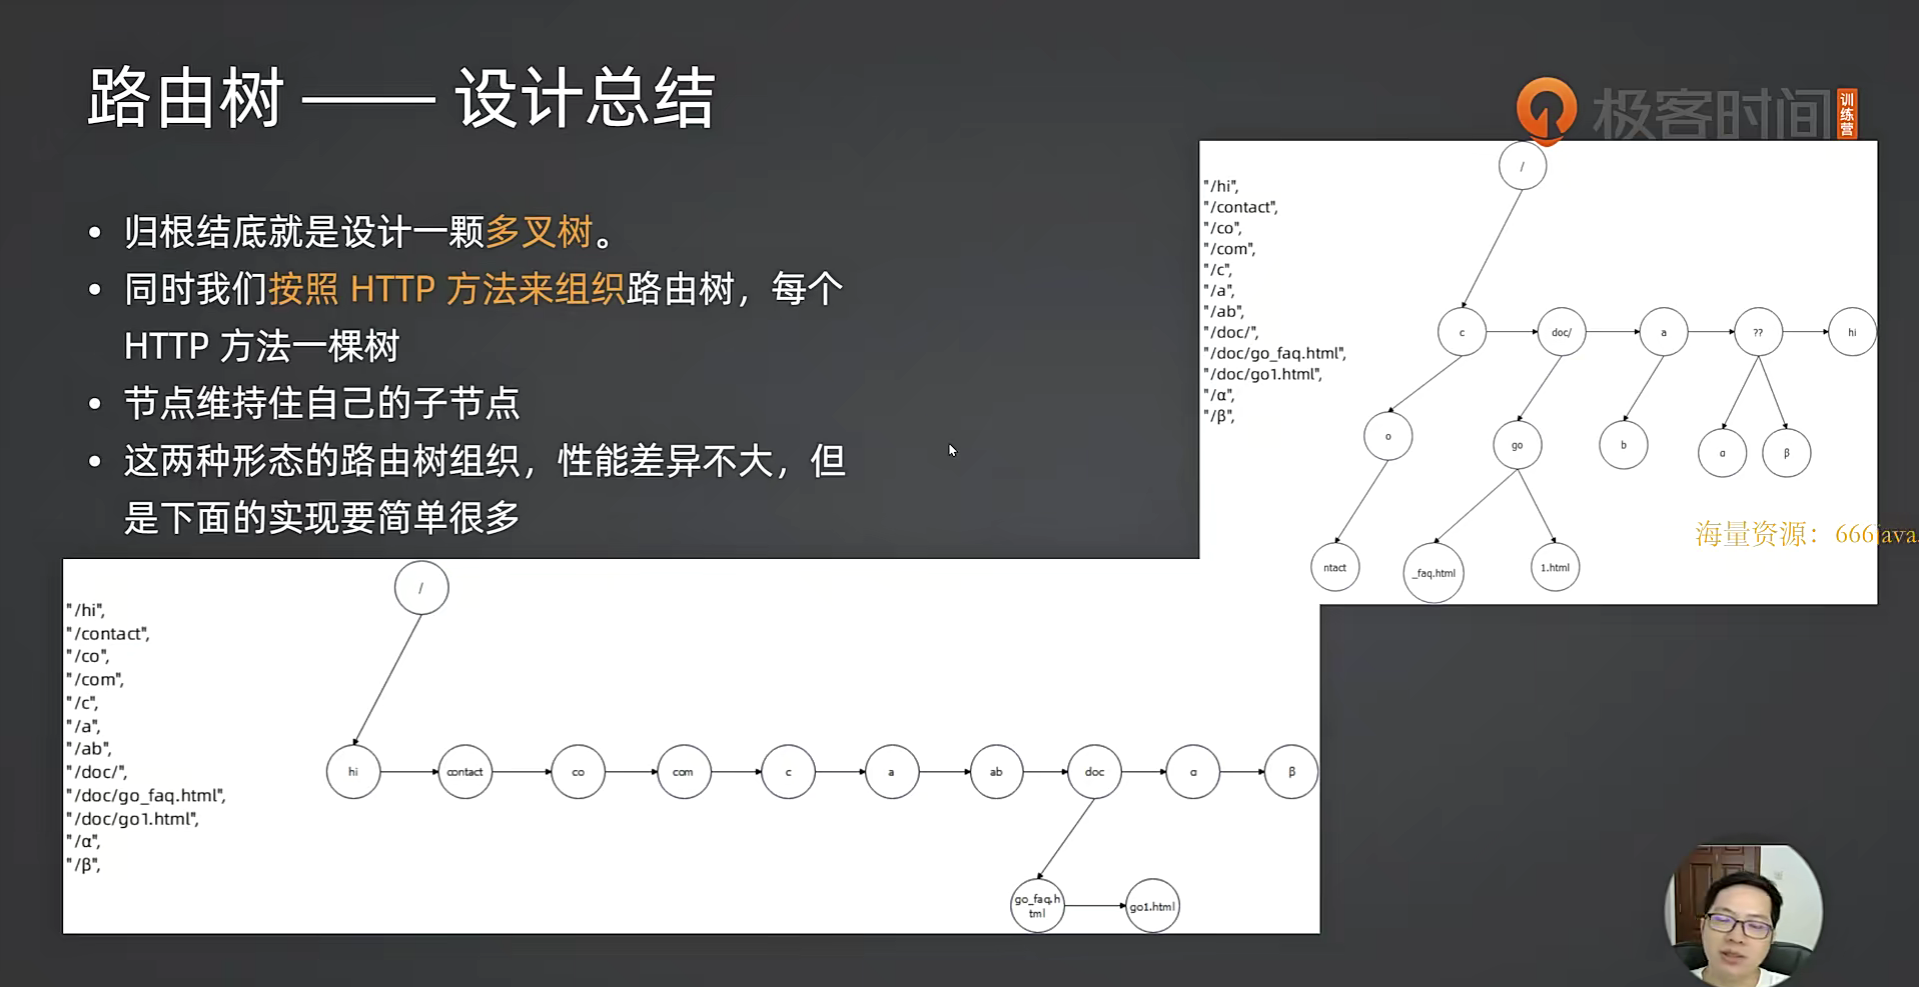 路由树 —— 设计总结
极客时间
训练营
• 归根结底就是设计一颗多叉树。
• 同时我们按照 HTTP 方法来组织路由树，每个
HTTP 方法一棵树
• 节点维持住自己的子节点
• 这两种形态的路由树组织，性能差异不大，但
是下面的实现要简单很多
"/hi",
"/contact",
"/co",
"/com",
"/c",
"/a",
"/ab",
"/doc/",
"/doc/go_faq.html",
"/doc/go1.html",
"/α",
"/β",
/
c
doc/
a
??
hi
o
go
b
α
β
ntact
_faq.html
1.html
海量资源：666java.
"/hi",
"/contact",
"/co",
"/com",
"/c",
"/a",
"/ab",
"/doc/",
"/doc/go_faq.html",
"/doc/go1.html",
"/α",
"/β",
/
hi
contact
co
com
c
a
ab
doc
α
β
go_faq.h
tml
go1.html